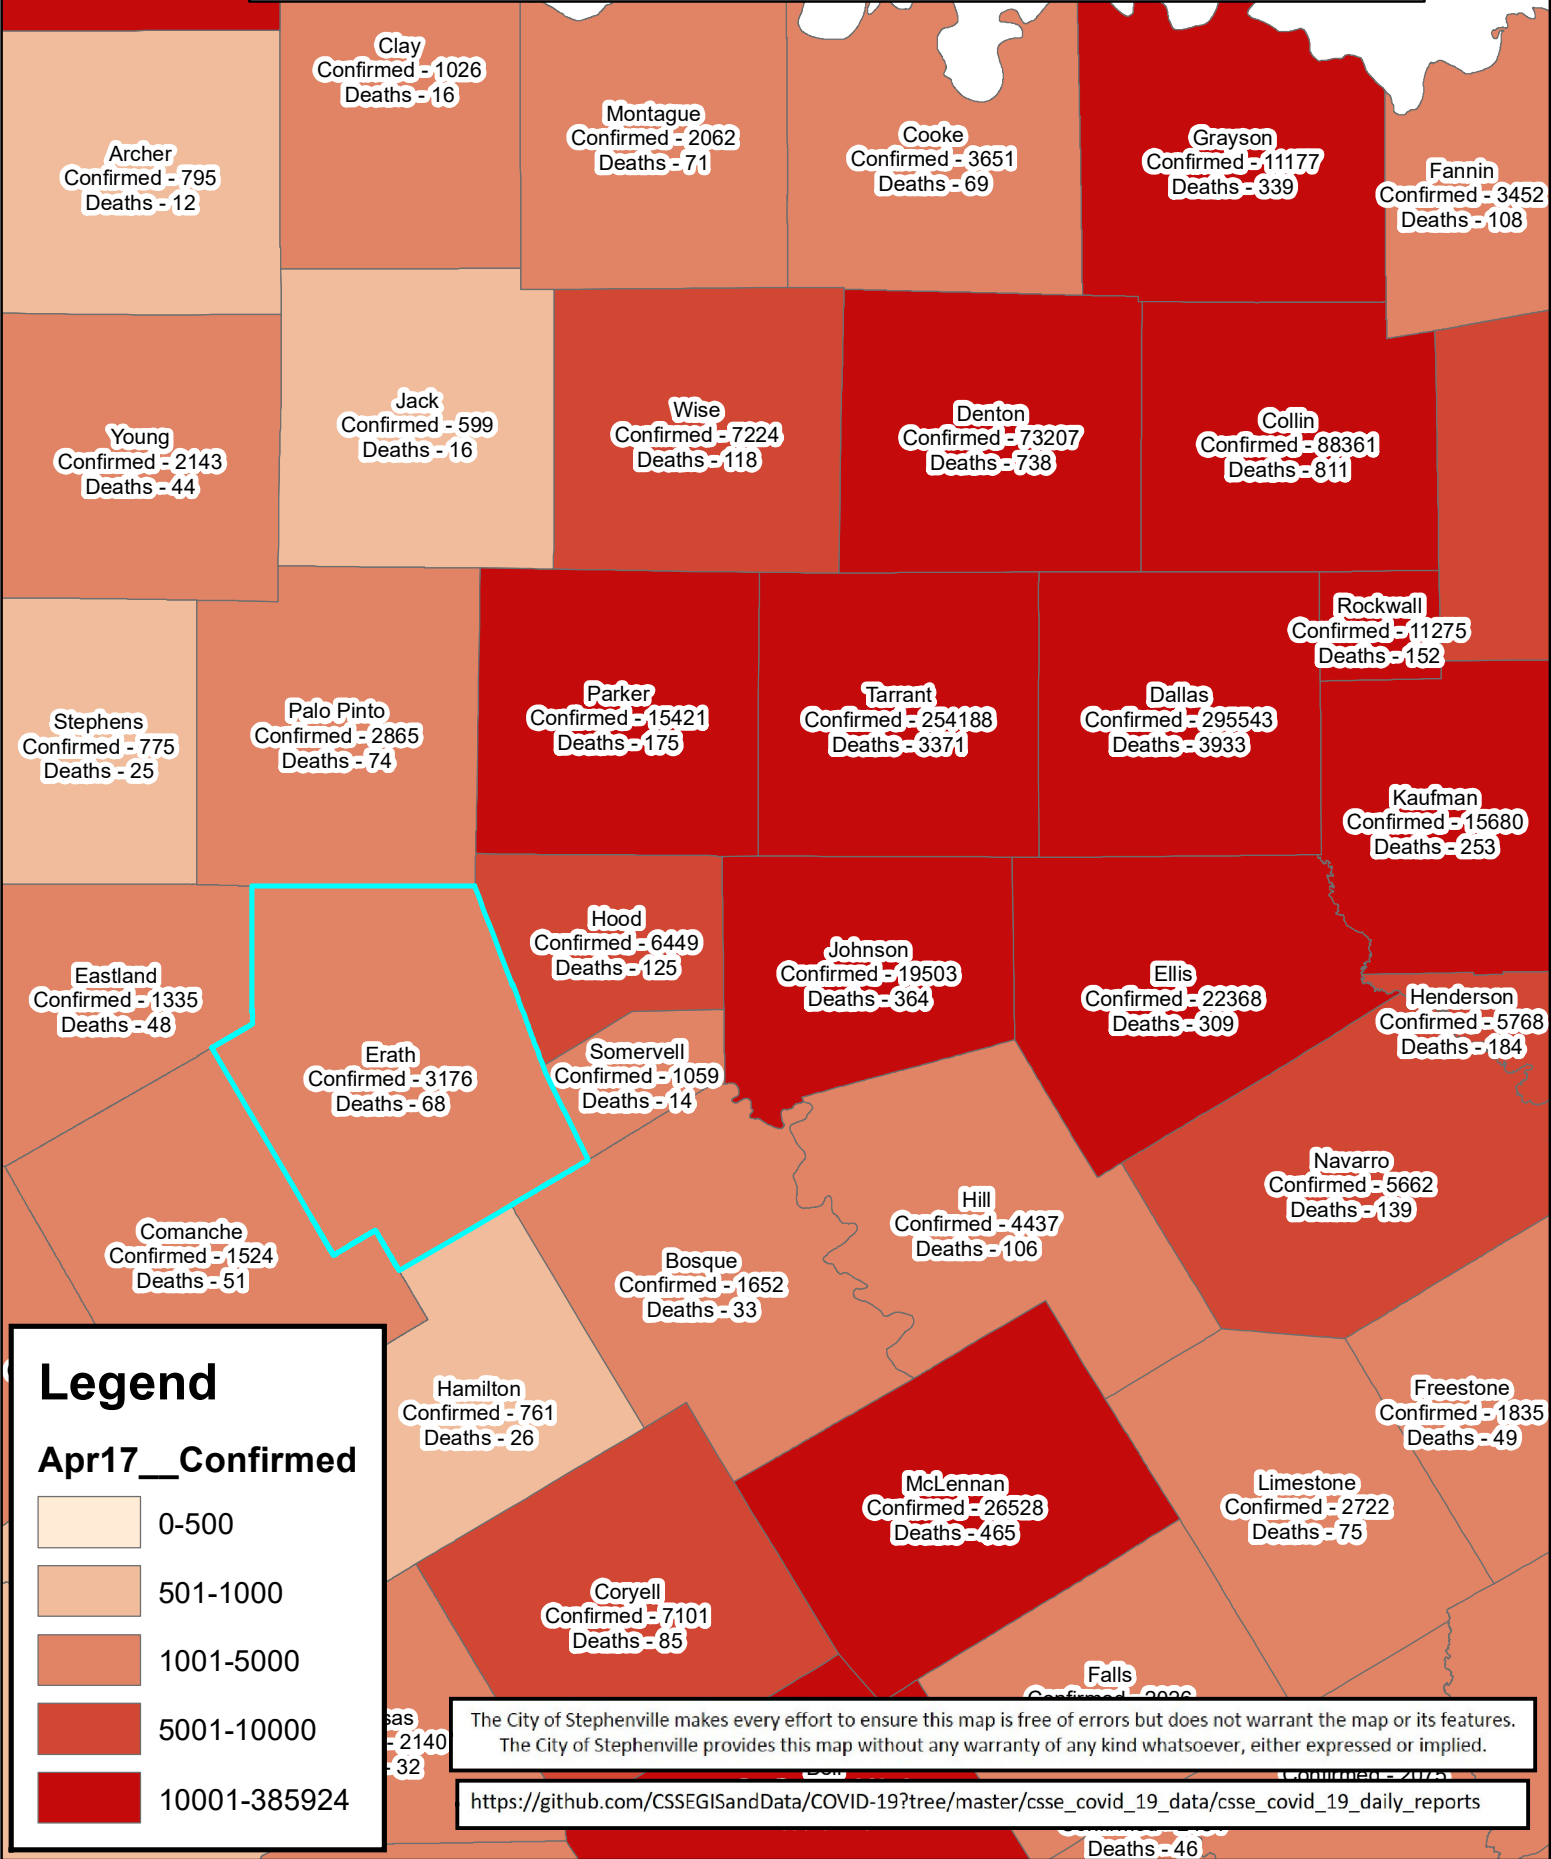 Clay
Confirmed - 1026
Deaths - 16
Montague
Confirmed - 2062
Deaths - 71
Cooke
Confirmed - 3651
Deaths - 69
Grayson
Confirmed - 11177
Deaths - 339
Archer
Confirmed - 795
Deaths - 12
Fannin
Confirmed - 3452
Deaths - 108
Young
Confirmed - 2143
Deaths - 44
Jack
Confirmed - 599
Deaths - 16
Wise
Confirmed - 7224
Deaths - 118
Denton
Confirmed - 73207
Deaths - 738
Collin
Confirmed - 88361
Deaths - 811
Rockwall
Confirmed - 11275
Deaths - 152
Stephens
Confirmed - 775
Deaths - 25
Palo Pinto
Confirmed - 2865
Deaths - 74
Parker
Confirmed - 15421
Deaths - 175
Tarrant
Confirmed - 254188
Deaths - 3371
Dallas
Confirmed - 295543
Deaths - 3933
Kaufman
Confirmed - 15680
Deaths - 253
Eastland
Confirmed - 1335
Deaths - 48
Erath
Confirmed - 3176
Deaths - 68
Hood
Confirmed - 6449
Deaths - 125
Somervell
Confirmed - 1059
Deaths - 14
Johnson
Confirmed - 19503
Deaths - 364
Ellis
Confirmed - 22368
Deaths - 309
Henderson
Confirmed - 5768
Deaths - 184
Navarro
Confirmed - 5662
Deaths - 139
Comanche
Confirmed - 1524
Deaths - 51
Bosque
Confirmed - 1652
Deaths - 33
Hill
Confirmed - 4437
Deaths - 106
Hamilton
Confirmed - 761
Deaths - 26
Freestone
Confirmed - 1835
Deaths - 49
McLennan
Confirmed - 26528
Deaths - 465
Limestone
Confirmed - 2722
Deaths - 75
Coryell
Confirmed - 7101
Deaths - 85
Falls
sas
- 2140
- 32
Confirmed - 2075
Deaths - 46
Legend
Apr17__Confirmed
0-500
501-1000
1001-5000
5001-10000
10001-385924
The City of Stephenville makes every effort to ensure this map is free of errors but does not warrant the map or its features.
The City of Stephenville provides this map without any warranty of any kind whatsoever, either expressed or implied.
https://github.com/CSSEGISandData/COVID-19?tree/master/csse_covid_19_data/csse_covid_19_daily_reports